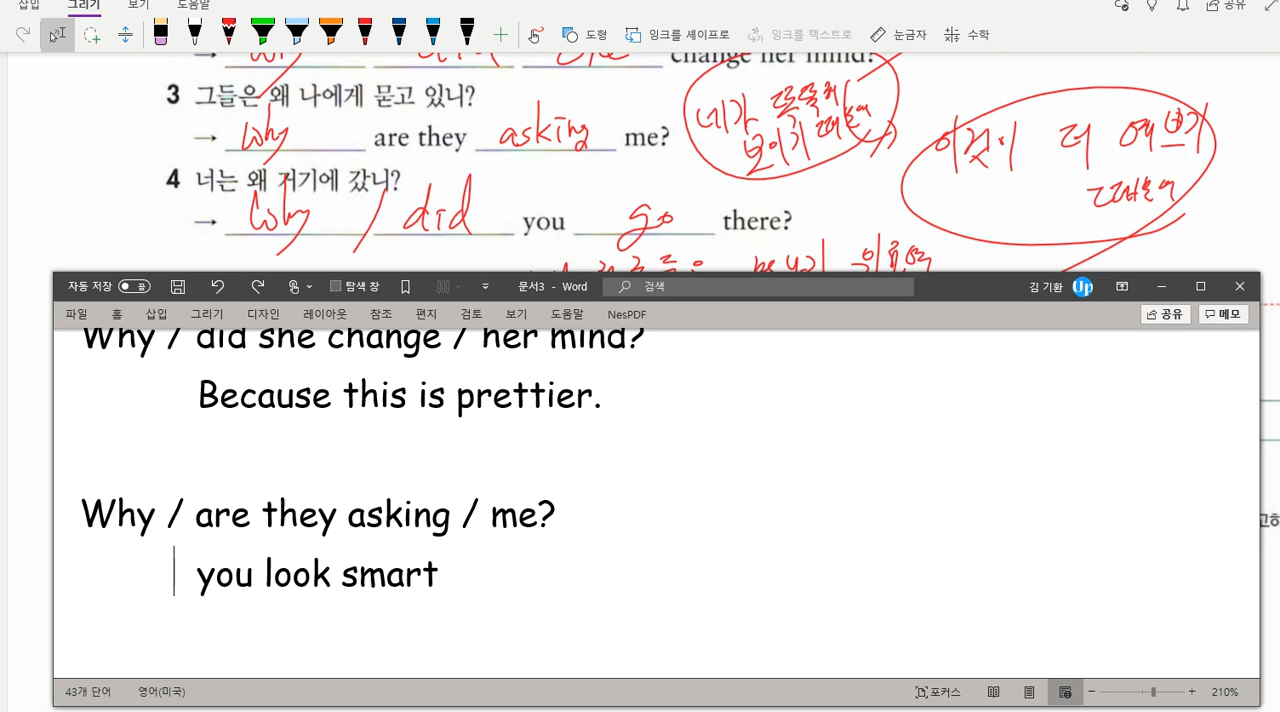 삽입 그리기 보기 도움말 공유
도형 잉크를 셰이프로 잉크를 텍스트로 눈금자 수학
→ why did she change her mind?
3 그들은 왜 나에게 묻고 있니?
→ why are they asking me?
네가 똑똑해
보이기 때문에
이것이 더 예쁘기
때문에
4 너는 왜 거기에 갔니?
→ why / did you go there?
자동 저장 끔 탐색 창 문서3 - Word 검색 김 기환 Up
파일 홈 삽입 그리기 디자인 레이아웃 참조 편지 검토 보기 도움말 NesPDF 공유 메모
Why / did she change / her mind?
Because this is prettier.
Why / are they asking / me?
you look smart
43개 단어 영어(미국) 포커스 210%